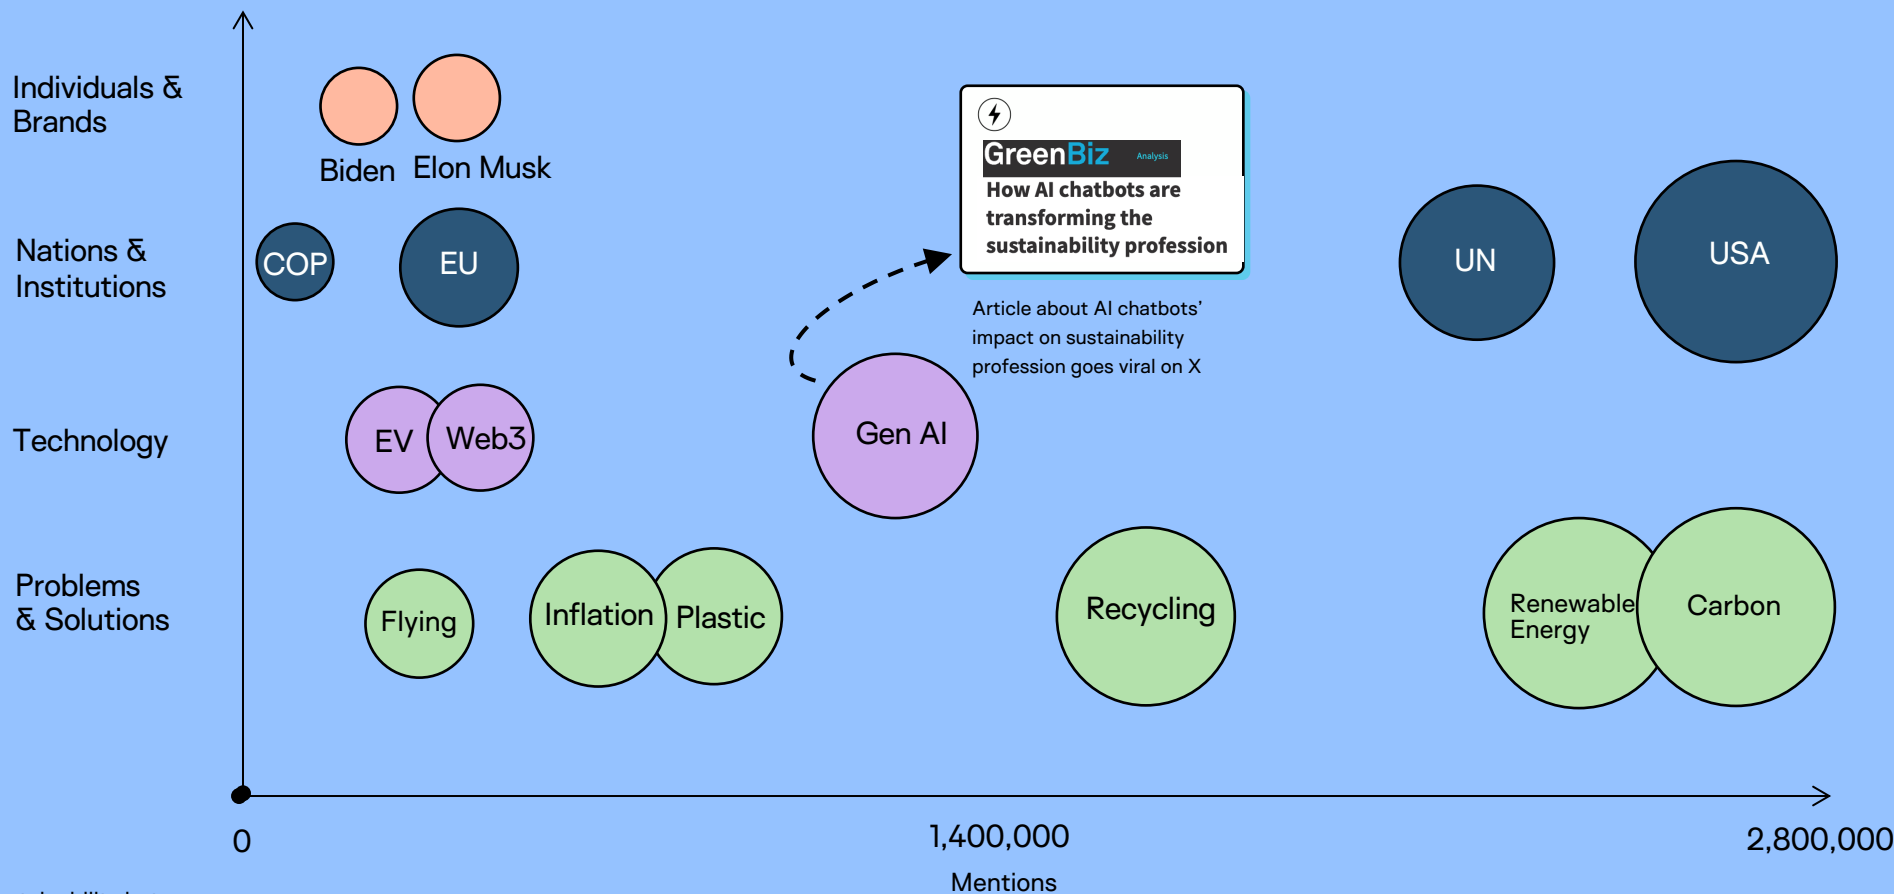 Individuals &
Brands
Biden
Elon Musk
GreenBiz
Analysis
How AI chatbots are
transforming the
sustainability profession
Nations &
Institutions
COP
EU
UN
USA
Article about AI chatbots’
impact on sustainability
profession goes viral on X
Technology
EV
Web3
Gen AI
Problems
& Solutions
Flying
Inflation
Plastic
Recycling
Renewable
Energy
Carbon
0
1,400,000
2,800,000
Mentions